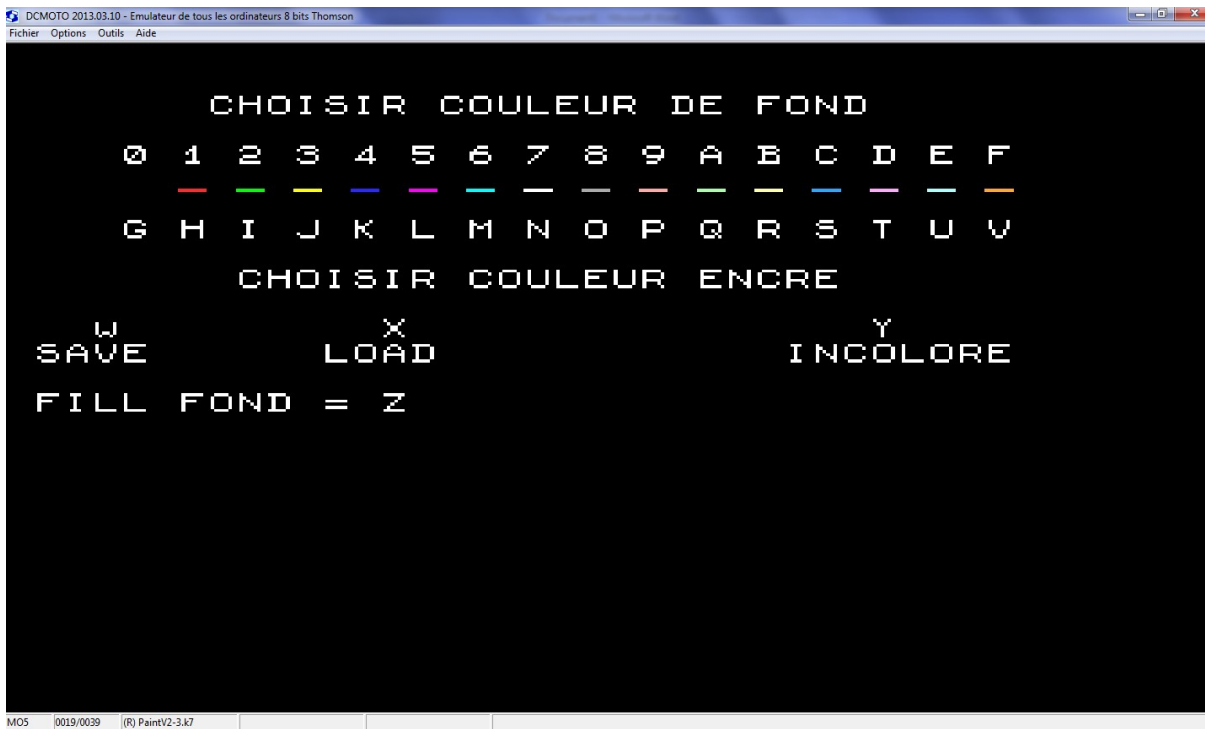 DCMOTO 2013.03.10 - Emulateur de tous les ordinateurs 8 bits Thomson
Fichier Options Outils Aide
CHOISIR COULEUR DE FOND
0 1 2 3 4 5 6 7 8 9 A B C D E F
G H I J K L M N O P Q R S T U V
CHOISIR COULEUR ENCRE
W X Y
SAVE LOAD INCOLORE
FILL FOND = Z
MO5 0019/0039 (R) PaintV2-3.k7